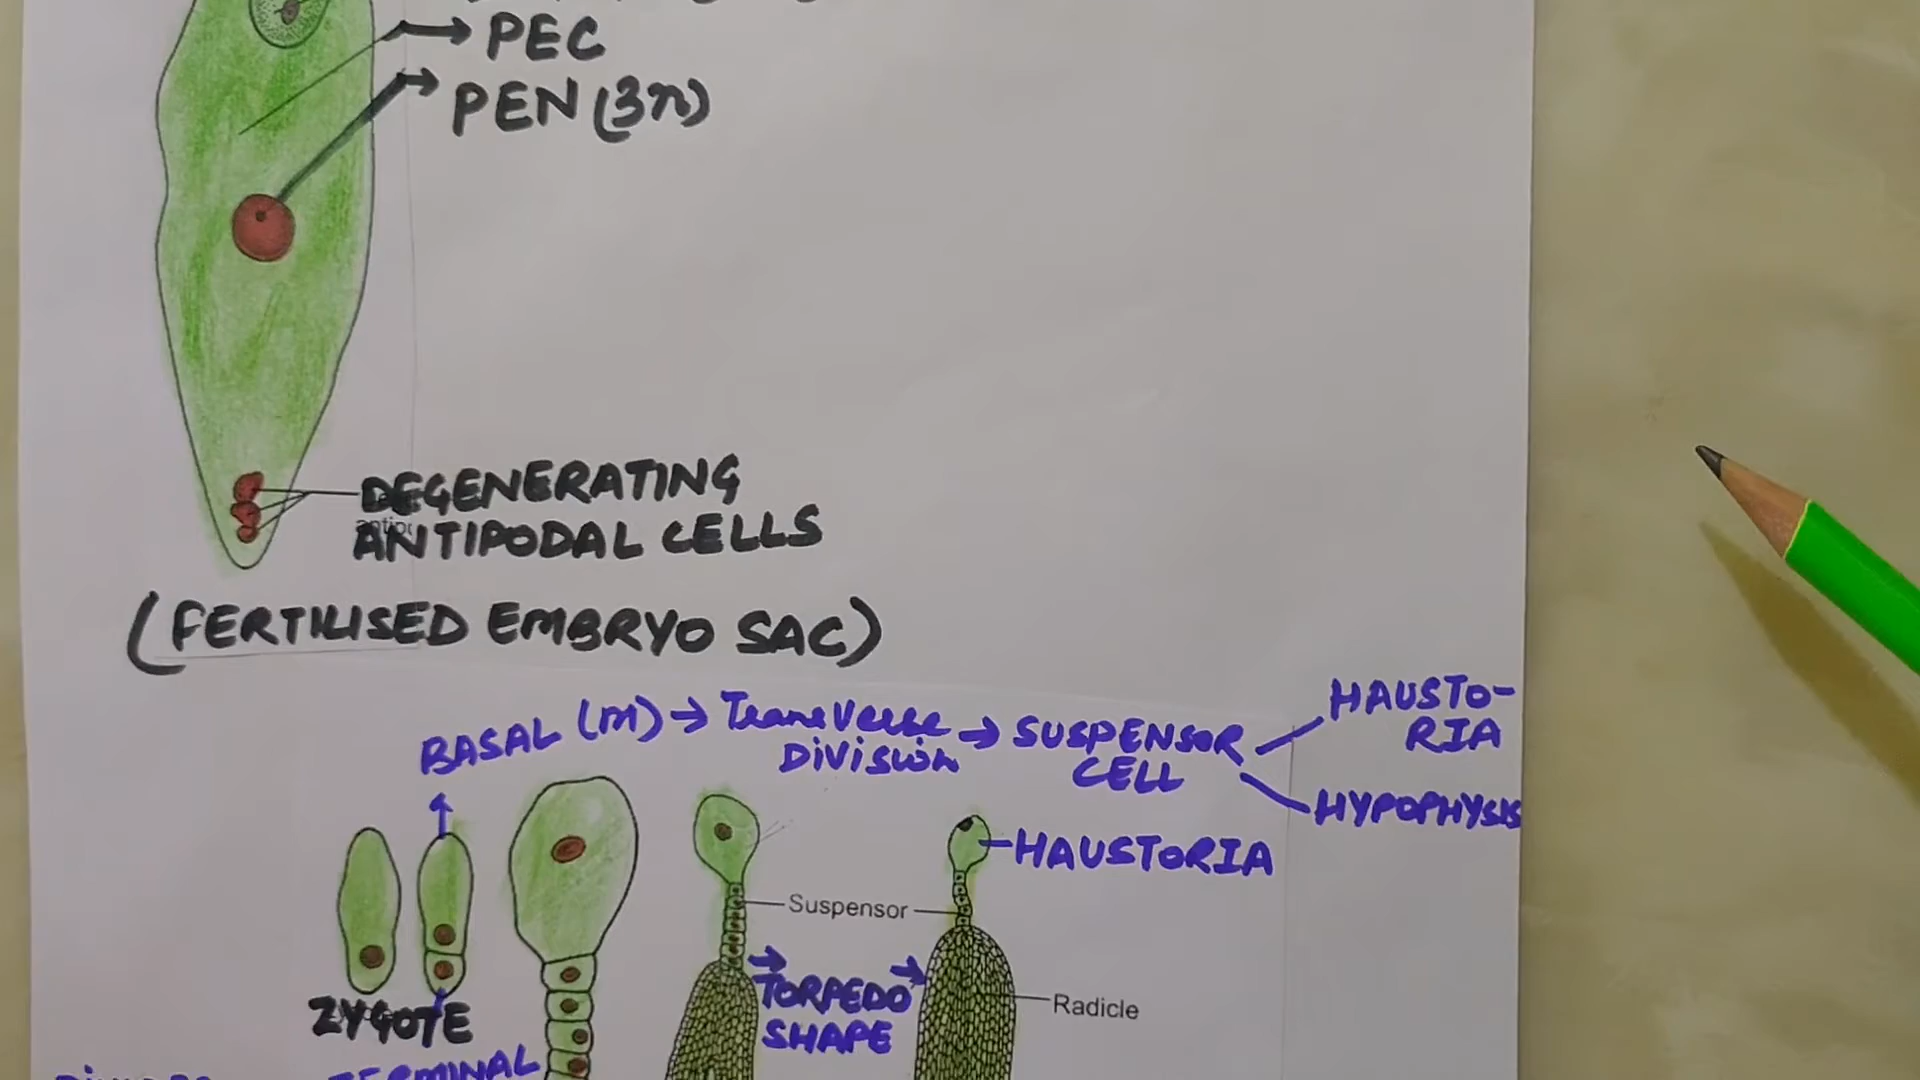 PEC
PEN (3n)
DEGENERATING
ANTIPODAL CELLS
(FERTILISED EMBRYO SAC)
BASAL (M) → Transverse DIVISION → SUSPENSOR CELL
HAUSTO-
RIA
HYPOPHYSIS
HAUSTORIA
Suspensor
TORPEDO
SHAPE
Radicle
ZYGOTE
TERMINAL